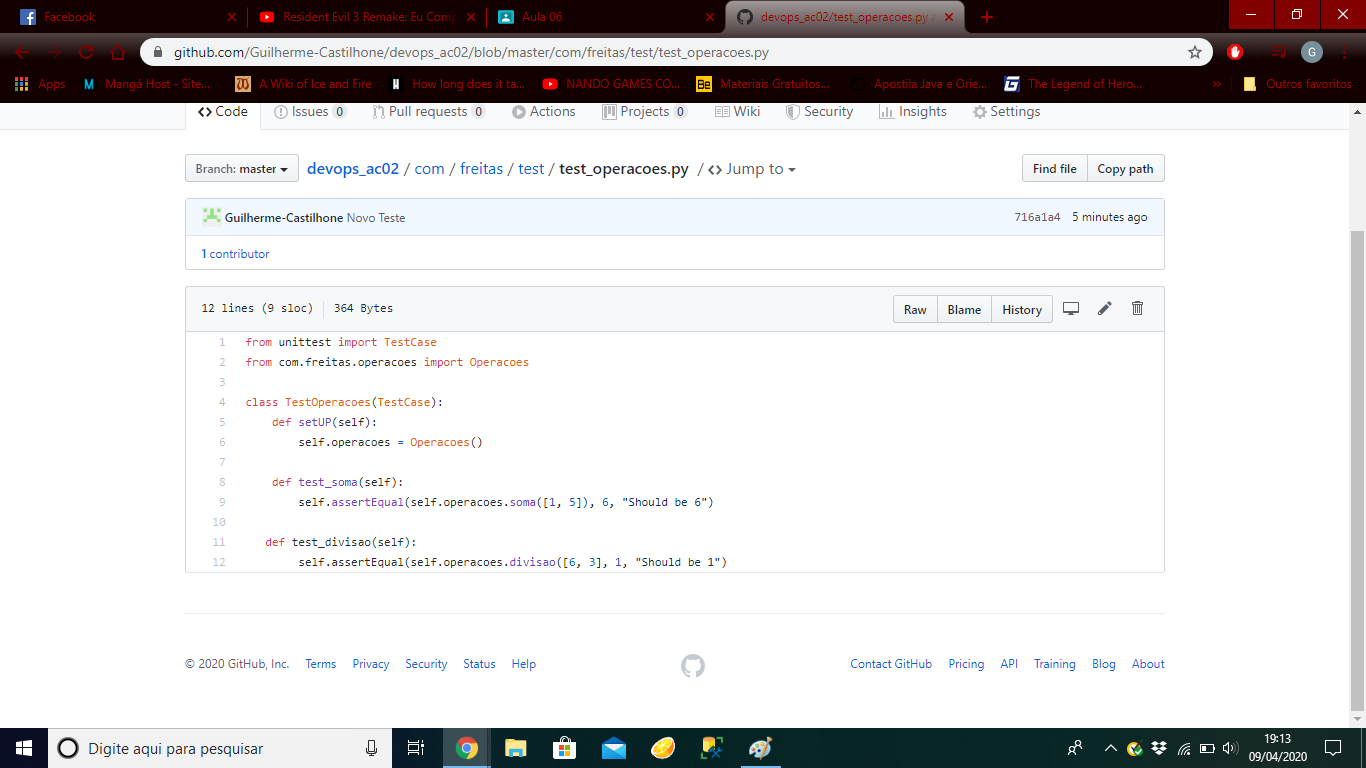 Facebook
Resident Evil 3 Remake: Eu Comp
Aula 06
devops_ac02/test_operacoes.py a
github.com/Guilherme-Castilhone/devops_ac02/blob/master/com/freitas/test/test_operacoes.py
G
Apps
Mangá Host - Site...
A Wiki of Ice and Fire
How long does it ta...
NANDO GAMES CO...
Materiais Gratuitos...
Apostila Java e Orie...
The Legend of Hero...
»
Outros favoritos
Code
Issues 0
Pull requests 0
Actions
Projects 0
Wiki
Security
Insights
Settings
Branch: master
devops_ac02 / com / freitas / test / test_operacoes.py / <> Jump to
Find file
Copy path
Guilherme-Castilhone Novo Teste
716a1a4 5 minutes ago
1 contributor
12 lines (9 sloc) 364 Bytes
Raw
Blame
History
1 from unittest import TestCase
2 from com.freitas.operacoes import Operacoes
3
4 class TestOperacoes(TestCase):
5     def setUP(self):
6         self.operacoes = Operacoes()
7
8     def test_soma(self):
9         self.assertEqual(self.operacoes.soma([1, 5]), 6, "Should be 6")
10
11    def test_divisao(self):
12         self.assertEqual(self.operacoes.divisao([6, 3], 1, "Should be 1")
© 2020 GitHub, Inc.
Terms
Privacy
Security
Status
Help
Contact GitHub
Pricing
API
Training
Blog
About
Digite aqui para pesquisar
19:13
09/04/2020